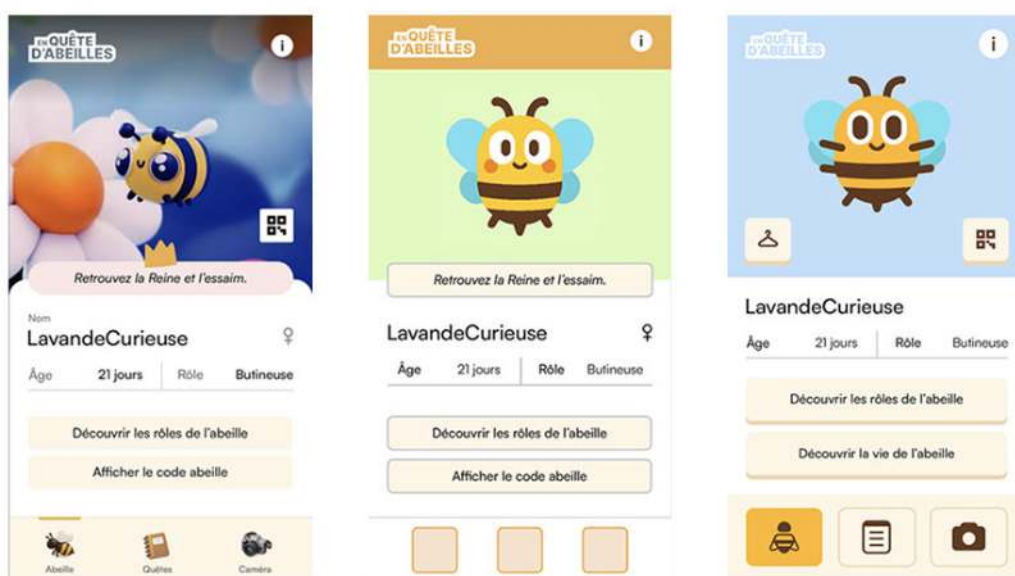 EN QUÊTE
D'ABEILLES
i
Retrouvez la Reine et l'essaim.
Nom
LavandeCurieuse
♀
Âge 21 jours Rôle Butineuse
Découvrir les rôles de l'abeille
Afficher le code abeille
Abeille Quêtes Caméra
EN QUÊTE
D'ABEILLES
i
Retrouvez la Reine et l'essaim.
LavandeCurieuse
♀
Âge 21 jours Rôle Butineuse
Découvrir les rôles de l'abeille
Afficher le code abeille
EN QUÊTE
D'ABEILLES
i
LavandeCurieuse
Âge 21 jours Rôle Butineuse
Découvrir les rôles de l'abeille
Découvrir la vie de l'abeille